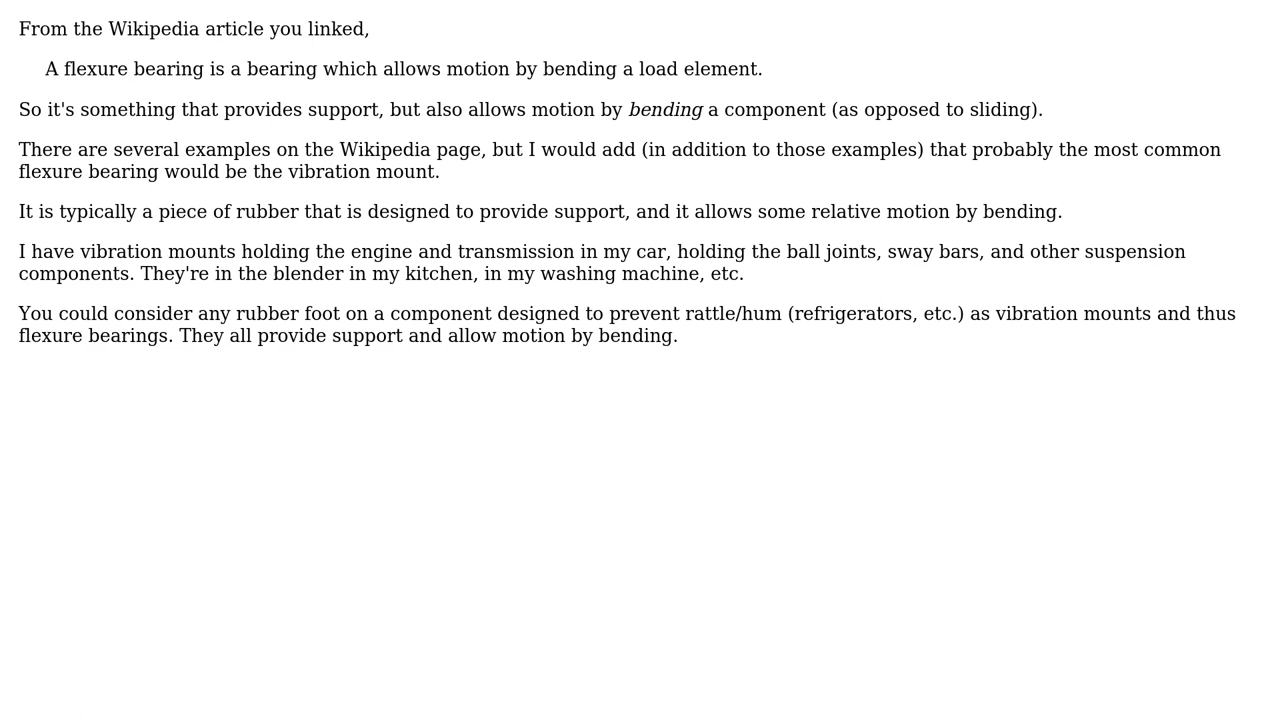 From the Wikipedia article you linked,
A flexure bearing is a bearing which allows motion by bending a load element.
So it's something that provides support, but also allows motion by bending a component (as opposed to sliding).
There are several examples on the Wikipedia page, but I would add (in addition to those examples) that probably the most common
flexure bearing would be the vibration mount.
It is typically a piece of rubber that is designed to provide support, and it allows some relative motion by bending.
I have vibration mounts holding the engine and transmission in my car, holding the ball joints, sway bars, and other suspension
components. They're in the blender in my kitchen, in my washing machine, etc.
You could consider any rubber foot on a component designed to prevent rattle/hum (refrigerators, etc.) as vibration mounts and thus
flexure bearings. They all provide support and allow motion by bending.